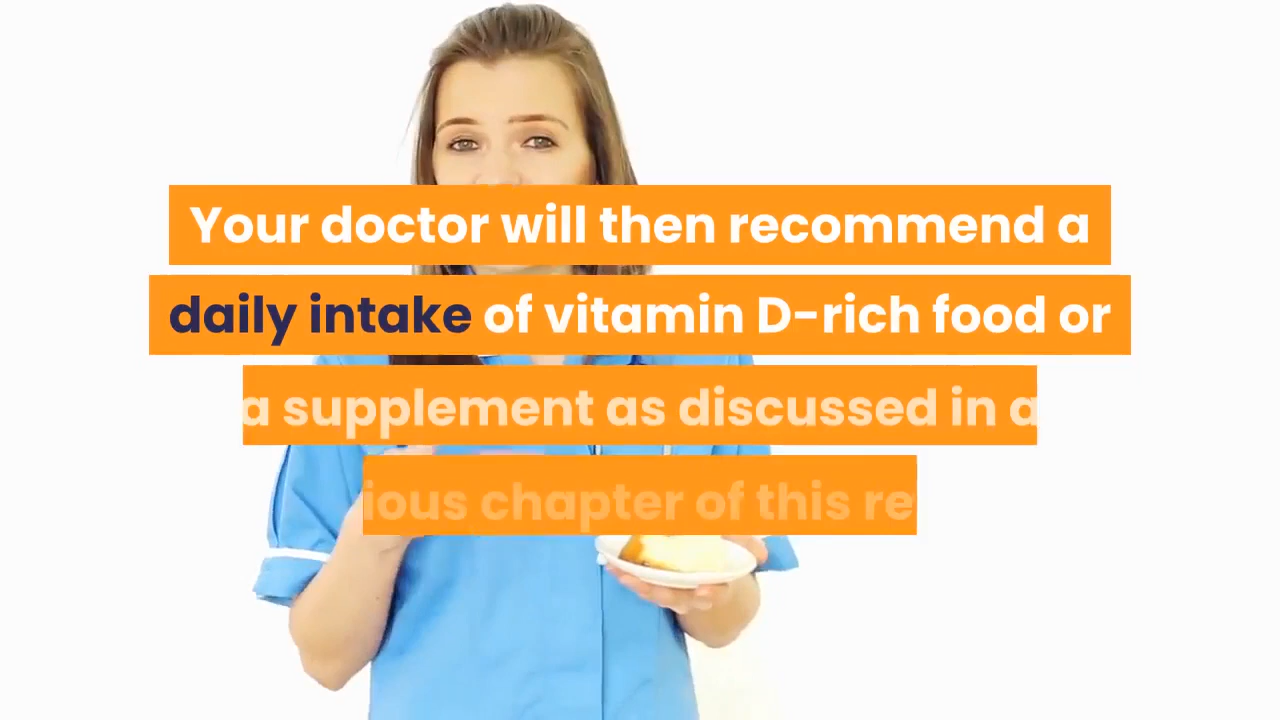 Your doctor will then recommend a
daily intake of vitamin D-rich food or
a supplement as discussed in a
chapter of this